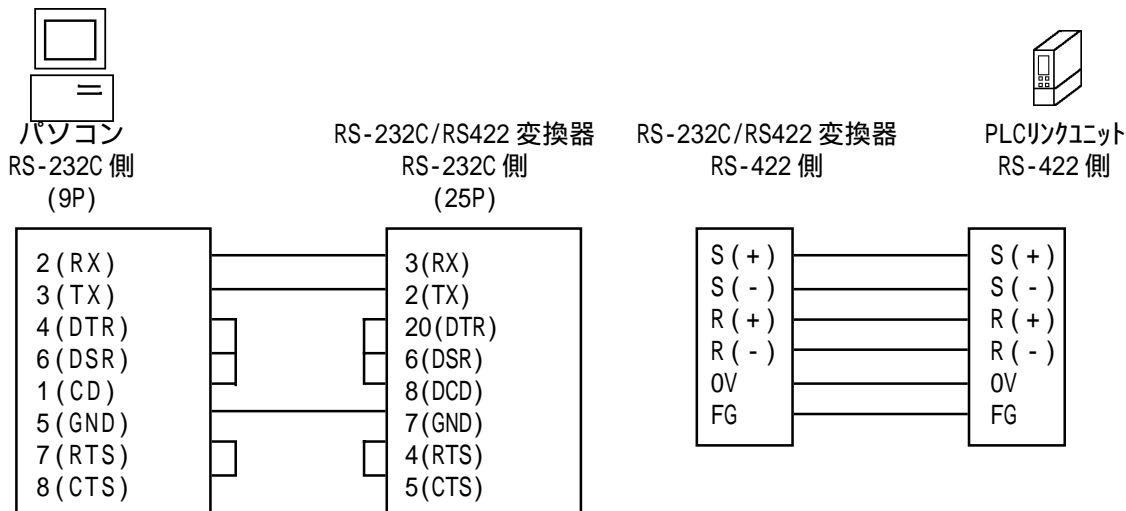 パソコン
RS-232C 側
(9P)
RS-232C/RS422 変換器
RS-232C 側
(25P)
RS-232C/RS422 変換器
RS-422 側
PLCリンクユニット
RS-422 側
2(RX)
3(TX)
4(DTR)
6(DSR)
1(CD)
5(GND)
7(RTS)
8(CTS)
3(RX)
2(TX)
20(DTR)
6(DSR)
8(DCD)
7(GND)
4(RTS)
5(CTS)
S(+)
S(-)
R(+)
R(-)
0V
FG
S(+)
S(-)
R(+)
R(-)
0V
FG